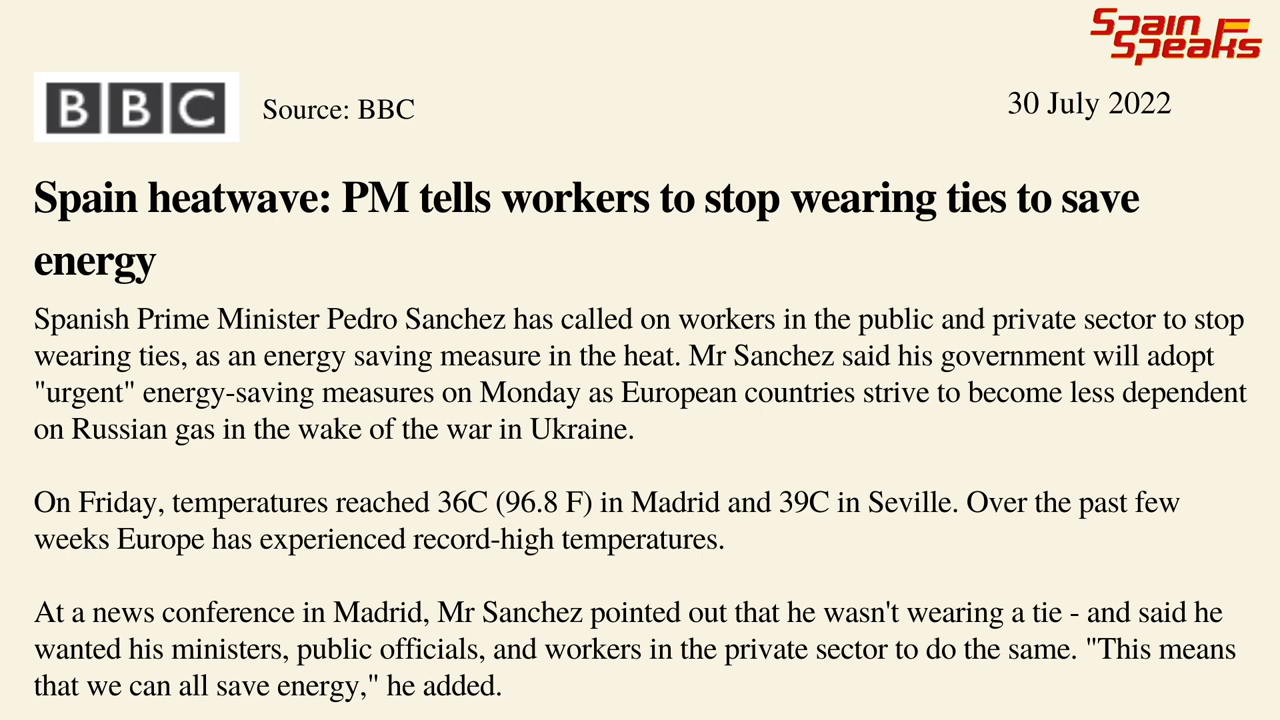 Spain
Speaks
BBC
Source: BBC
30 July 2022
Spain heatwave: PM tells workers to stop wearing ties to save
energy
Spanish Prime Minister Pedro Sanchez has called on workers in the public and private sector to stop
wearing ties, as an energy saving measure in the heat. Mr Sanchez said his government will adopt
"urgent" energy-saving measures on Monday as European countries strive to become less dependent
on Russian gas in the wake of the war in Ukraine.
On Friday, temperatures reached 36C (96.8 F) in Madrid and 39C in Seville. Over the past few
weeks Europe has experienced record-high temperatures.
At a news conference in Madrid, Mr Sanchez pointed out that he wasn't wearing a tie - and said he
wanted his ministers, public officials, and workers in the private sector to do the same. "This means
that we can all save energy," he added.